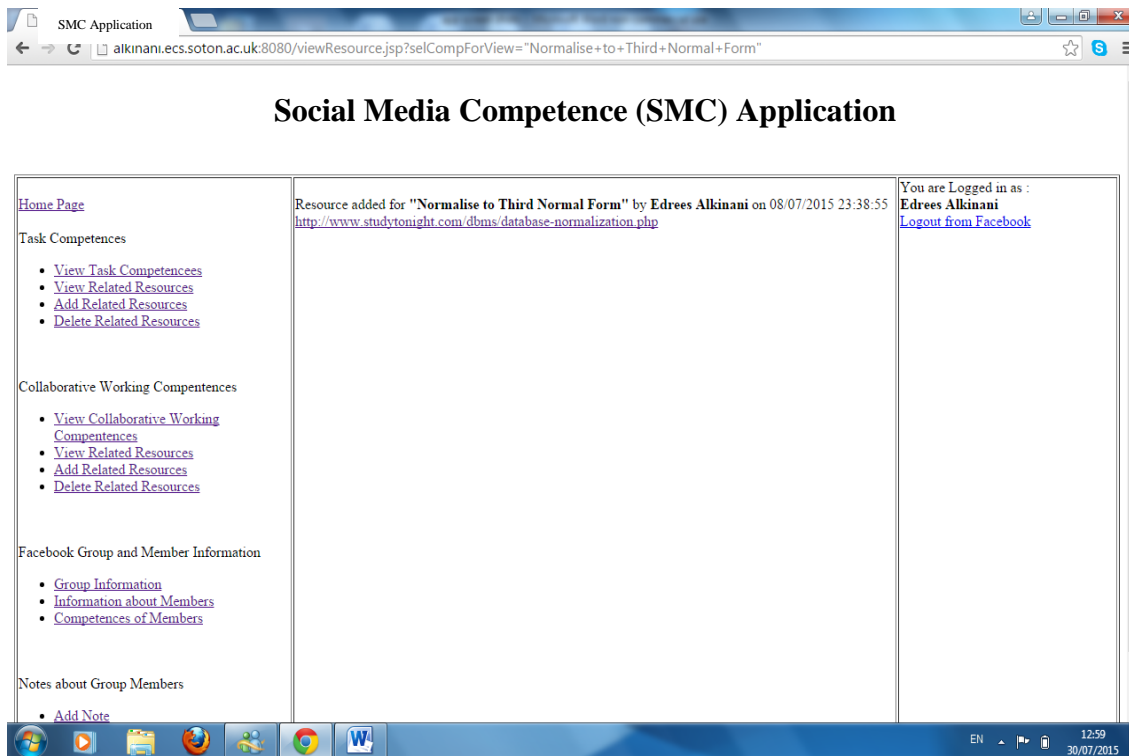 SMC Application
alkinani.ecs.soton.ac.uk:8080/viewResource.jsp?selCompForView="Normalise+to+Third+Normal+Form"
Social Media Competence (SMC) Application
Home Page
Task Competences
View Task Competencees
View Related Resources
Add Related Resources
Delete Related Resources
Collaborative Working Compentences
View Collaborative Working
Compentences
View Related Resources
Add Related Resources
Delete Related Resources
Facebook Group and Member Information
Group Information
Information about Members
Competences of Members
Notes about Group Members
Add Note
Resource added for "Normalise to Third Normal Form" by Edrees Alkinani on 08/07/2015 23:38:55
http://www.studytonight.com/dbms/database-normalization.php
You are Logged in as :
Edrees Alkinani
Logout from Facebook
EN
12:59
30/07/2015